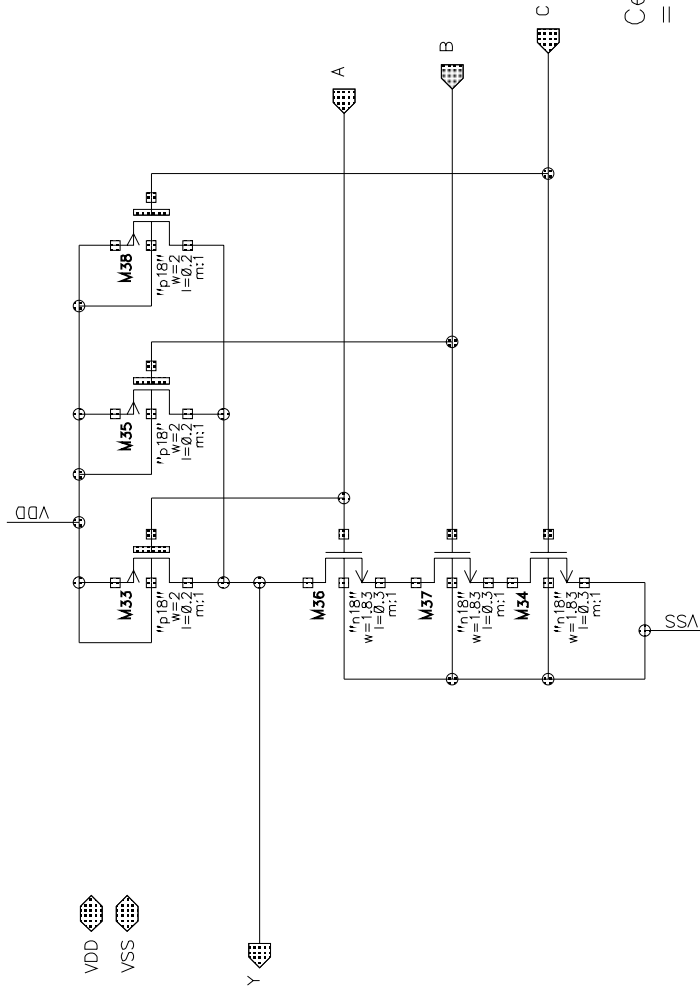 C
Ce
=
B
A
M38
"p18"
w=2
l=0.2
m:1
M35
"p18"
w=2
l=0.2
m:1
VDD
M33
"p18"
w=2
l=0.2
m:1
M36
"n18"
w=1.83
l=0.3
m:1
M37
"n18"
w=1.83
l=0.3
m:1
M34
"n18"
w=1.83
l=0.3
m:1
VSS
VDD
VSS
Y